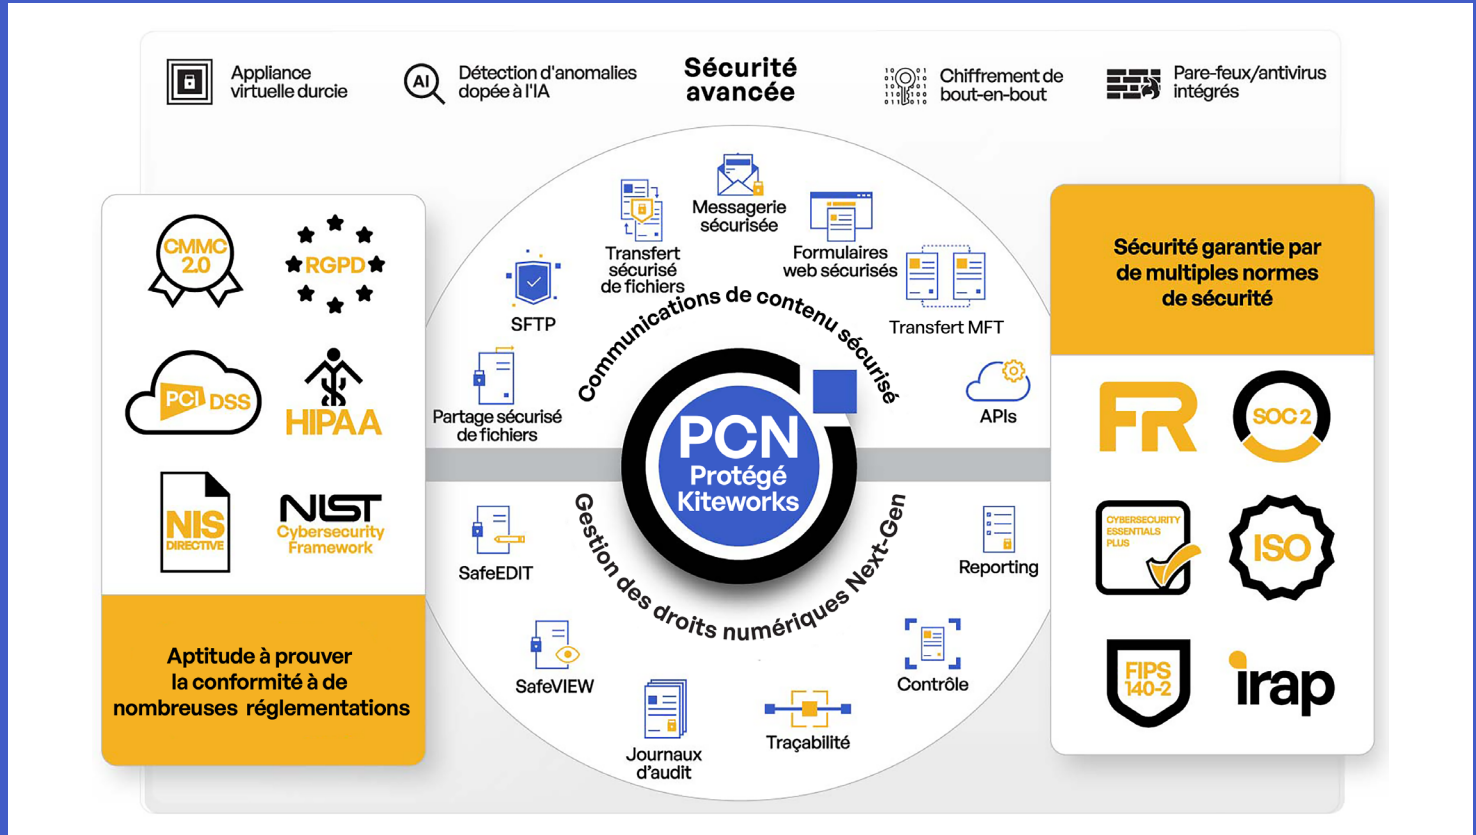 Appliance
virtuelle durcie
AI
Détection d'anomalies
dopée à l'IA
Sécurité
avancée
Chiffrement de
bout-en-bout
Pare-feux/antivirus
intégrés
CMMC
2.0
RGPD
PCI DSS
HIPAA
NIS
DIRECTIVE
NIST
Cybersecurity
Framework
Aptitude à prouver
la conformité à de
nombreuses réglementations
Communications de contenu sécurisé
Partage sécurisé
de fichiers
SFTP
Transfert
sécurisé
de fichiers
Messagerie
sécurisée
Formulaires
web sécurisés
Transfert MFT
APIs
PCN
Protégé
Kiteworks
Gestion des droits numériques Next-Gen
SafeEDIT
SafeVIEW
Journaux
d'audit
Traçabilité
Contrôle
Reporting
Sécurité garantie par
de multiples normes
de sécurité
FR
SOC 2
CYBERSECURITY
ESSENTIALS
PLUS
ISO
FIPS
140-2
irap